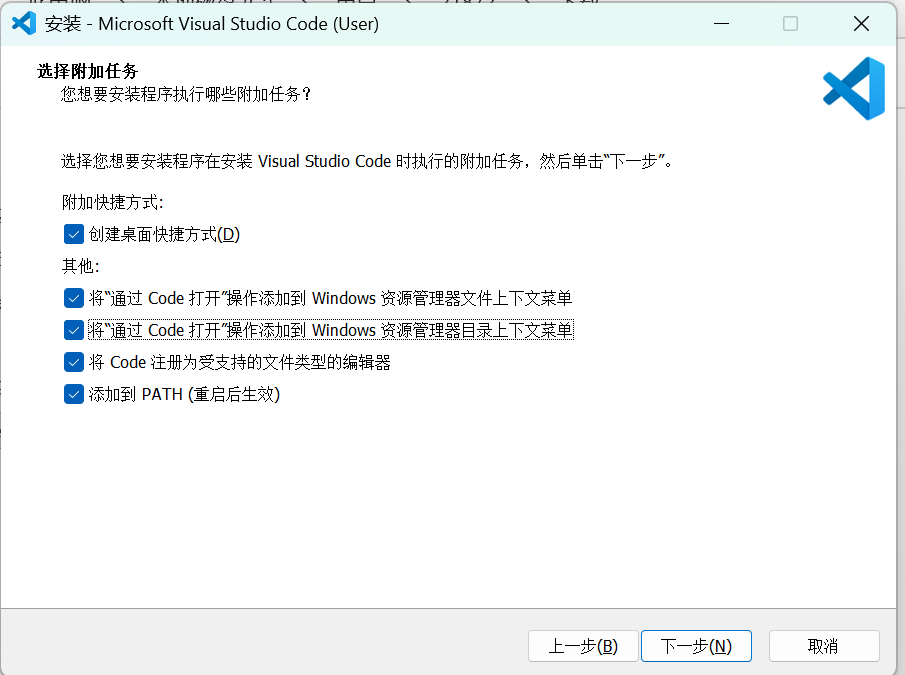 安装 - Microsoft Visual Studio Code (User)
选择附加任务
您想要安装程序执行哪些附加任务？
选择您想要安装程序在安装 Visual Studio Code 时执行的附加任务，然后单击“下一步”。
附加快捷方式:
创建桌面快捷方式(D)
其他:
将“通过 Code 打开”操作添加到 Windows 资源管理器文件上下文菜单
将“通过 Code 打开”操作添加到 Windows 资源管理器目录上下文菜单
将 Code 注册为受支持的文件类型的编辑器
添加到 PATH (重启后生效)
上一步(B) 下一步(N) 取消